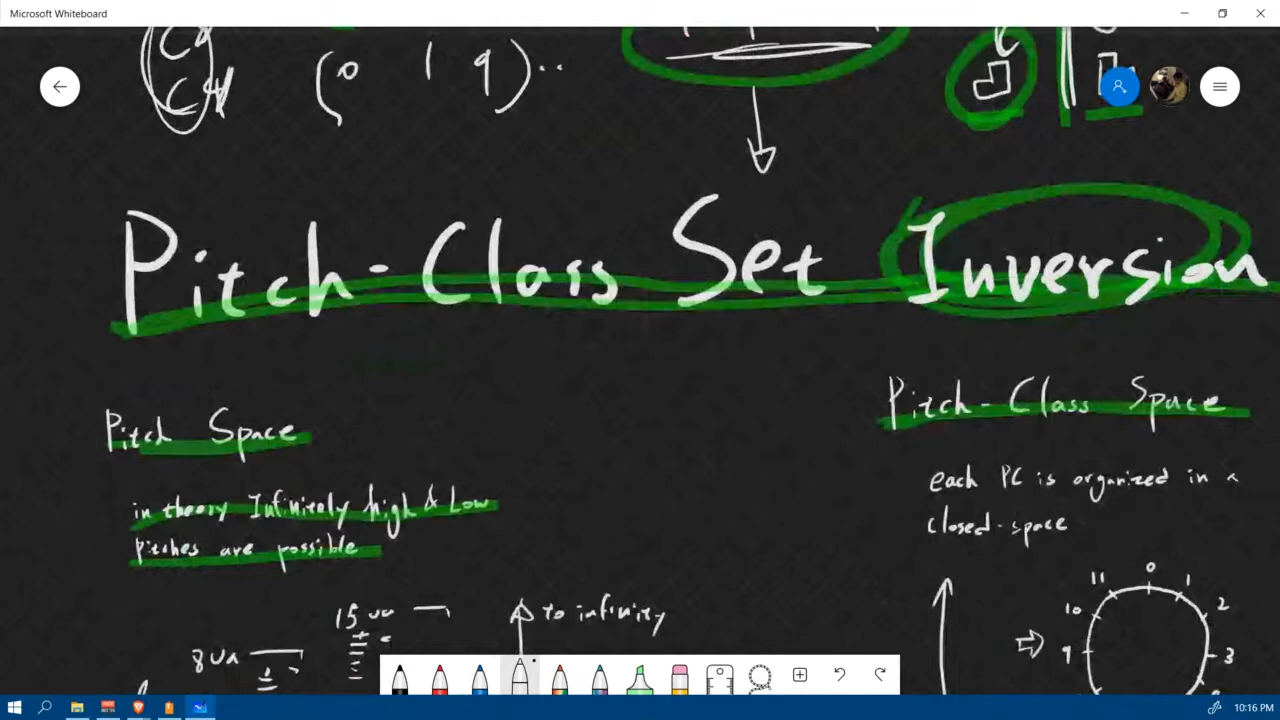 Microsoft Whiteboard
(0 1 9)..
Pitch-Class Set Inversion
Pitch Space
in theory Infinitely high & Low
pitches are possible
15va
8va
to infinity
Pitch-Class Space
each PC is organized in a
closed-space
11 0 1
10 2
9 3
10:16 PM